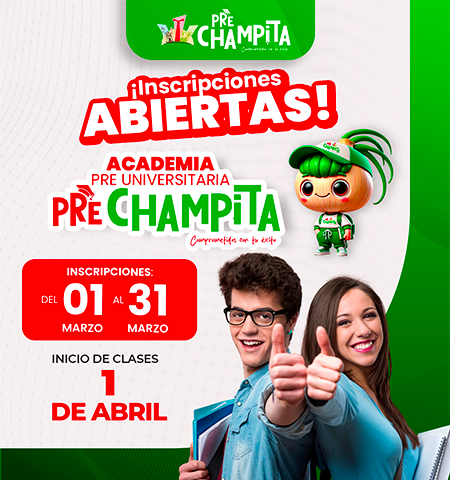 PRE
CHAMPiTA
Comprometidos con tu éxito
¡Inscripciones
ABIERTAS!
ACADEMIA
PRE UNIVERSITARIA
PRE CHAMPiTA
Comprometidos con tu éxito
INSCRIPCIONES:
DEL 01 AL 31
MARZO MARZO
INICIO DE CLASES
1
DE ABRIL